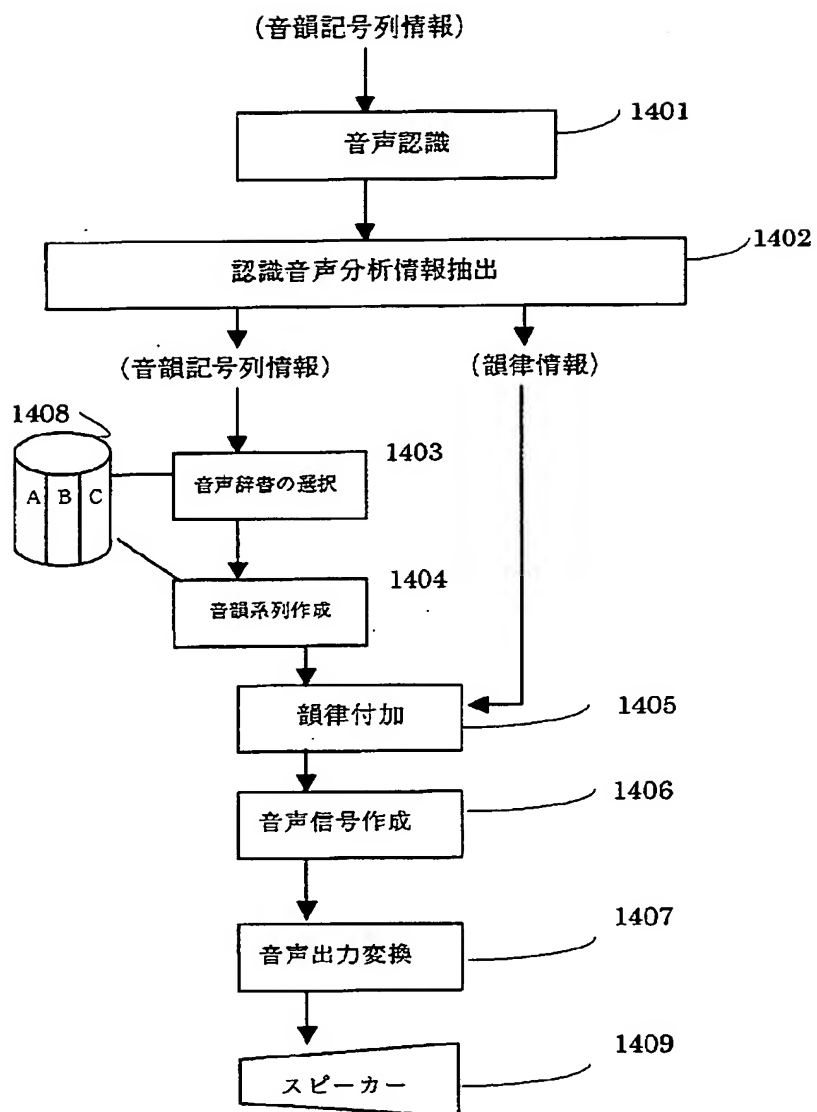 (音韻記号列情報)
音声認識
1401
認識音声分析情報抽出
1402
(音韻記号列情報)
(韻律情報)
1408
A B C
音声辞書の選択
1403
音韻系列作成
1404
韻律付加
1405
音声信号作成
1406
音声出力変換
1407
スピーカー
1409